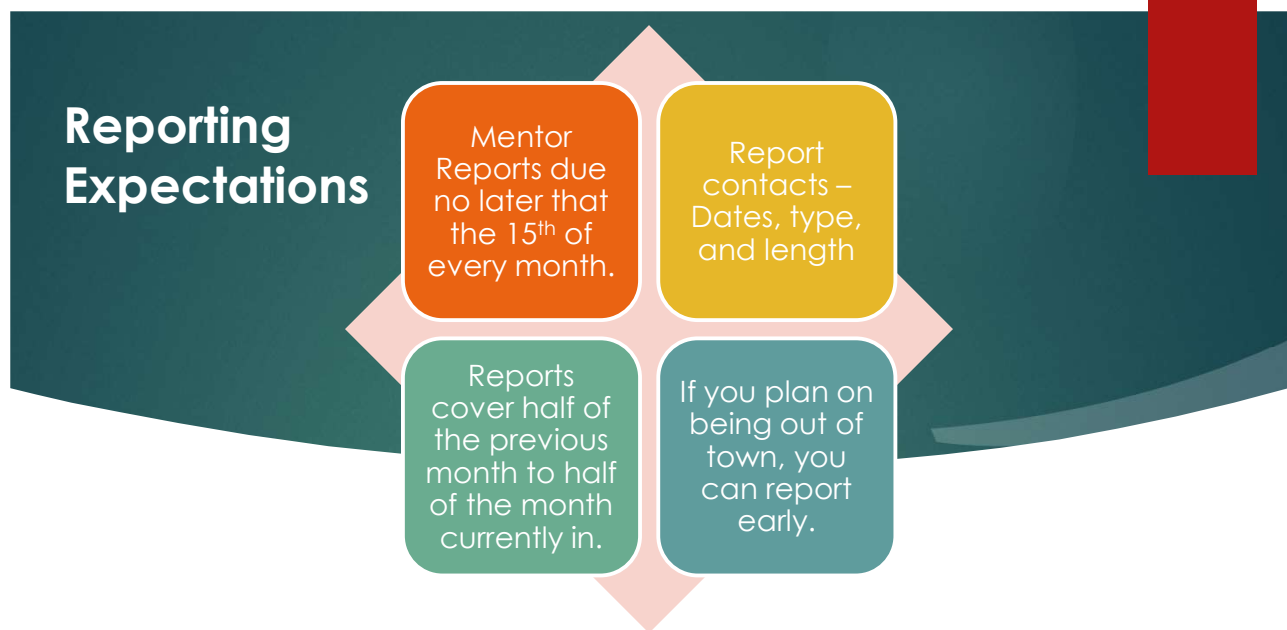 Reporting
Expectations
Mentor
Reports due
no later that
the 15th of
every month.
Report
contacts –
Dates, type,
and length
Reports
cover half of
the previous
month to half
of the month
currently in.
If you plan on
being out of
town, you
can report
early.